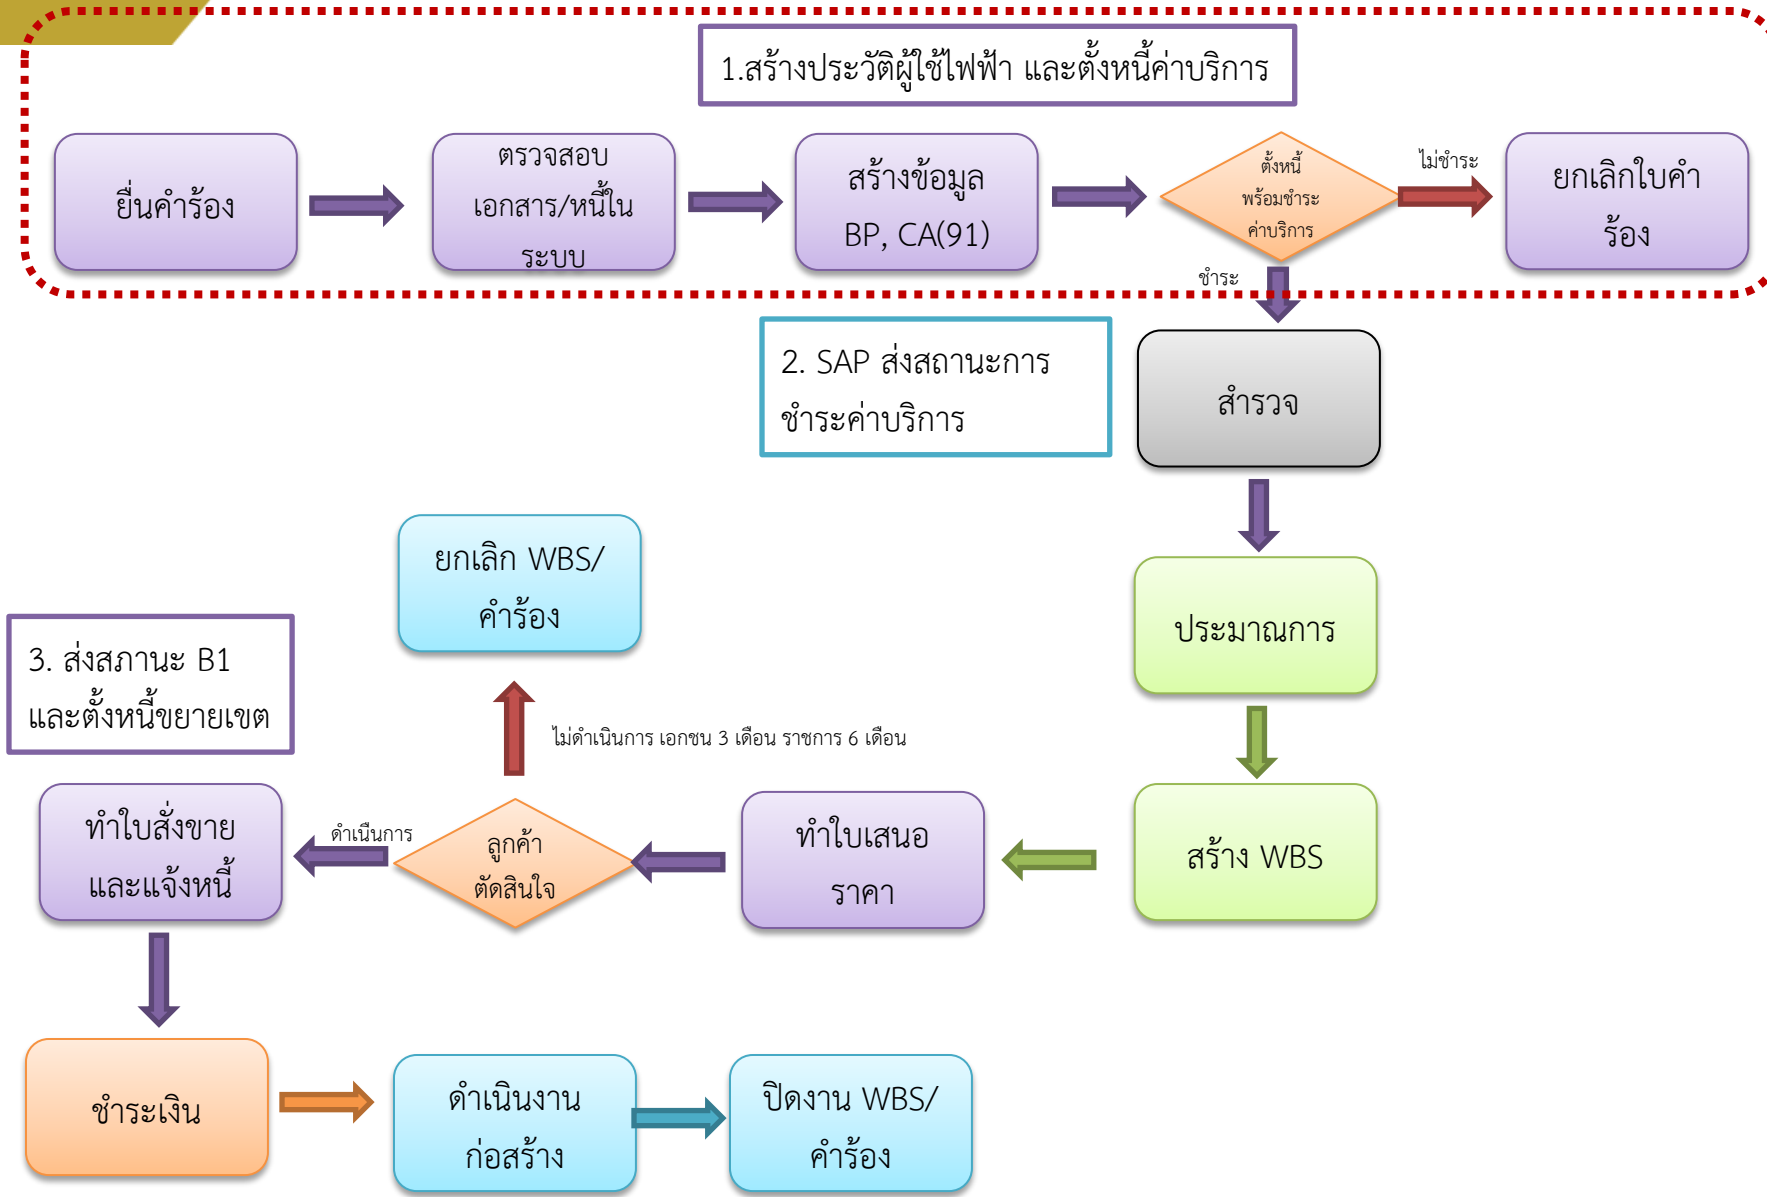 1.สร้างประวัติผู้ใช้ไฟฟ้า และตั้งหนี้ค่าบริการ
ยื่นคำร้อง
ตรวจสอบ
เอกสาร/หนี้ใน
ระบบ
สร้างข้อมูล
BP, CA(91)
ตั้งหนี้
พร้อมชำระ
ค่าบริการ
ไม่ชำระ
ยกเลิกใบคำ
ร้อง
ชำระ
2. SAP ส่งสถานะการ
ชำระค่าบริการ
สำรวจ
ยกเลิก WBS/
คำร้อง
ประมาณการ
3. ส่งสภานะ B1
และตั้งหนี้ขยายเขต
ไม่ดำเนินการ เอกชน 3 เดือน ราชการ 6 เดือน
ทำใบสั่งขาย
และแจ้งหนี้
ดำเนืนการ
ลูกค้า
ตัดสินใจ
ทำใบเสนอ
ราคา
สร้าง WBS
ชำระเงิน
ดำเนินงาน
ก่อสร้าง
ปิดงาน WBS/
คำร้อง